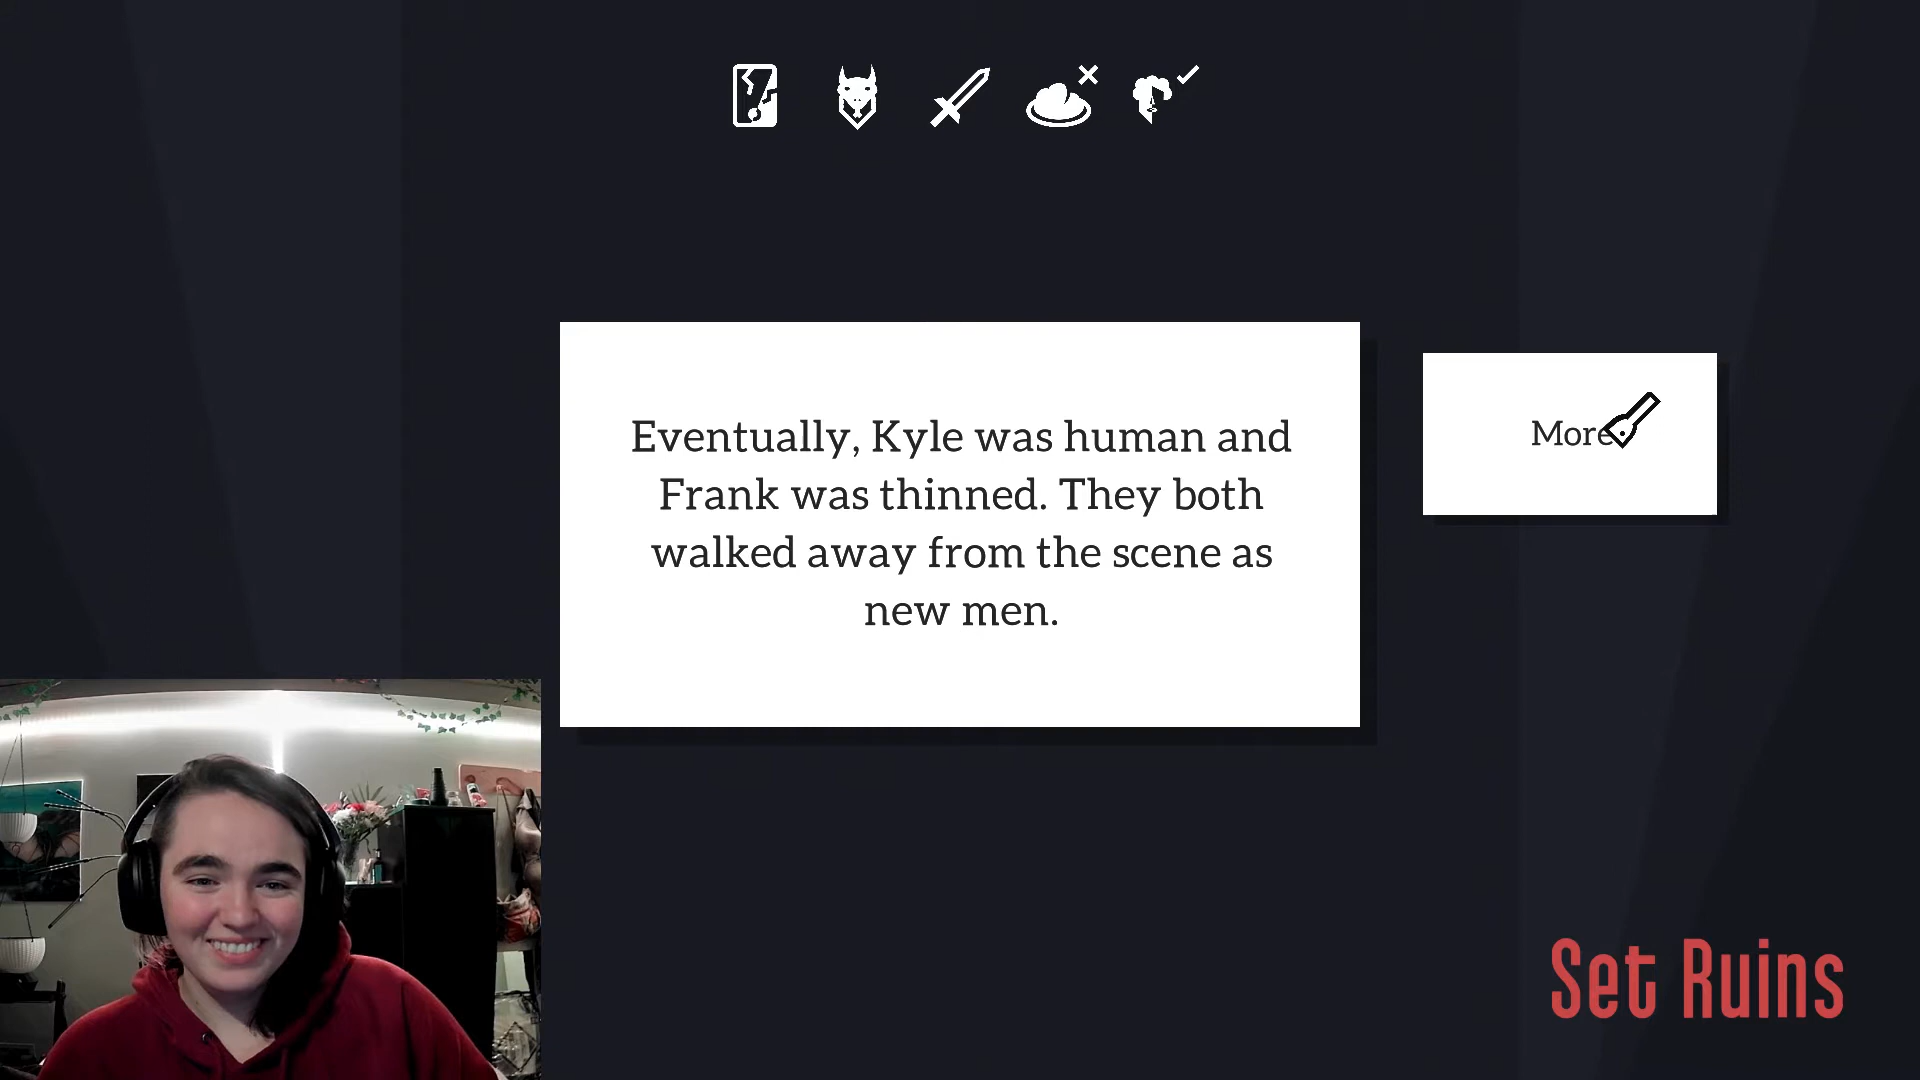 Eventually, Kyle was human and
Frank was thinned. They both
walked away from the scene as
new men.
More
Set Ruins